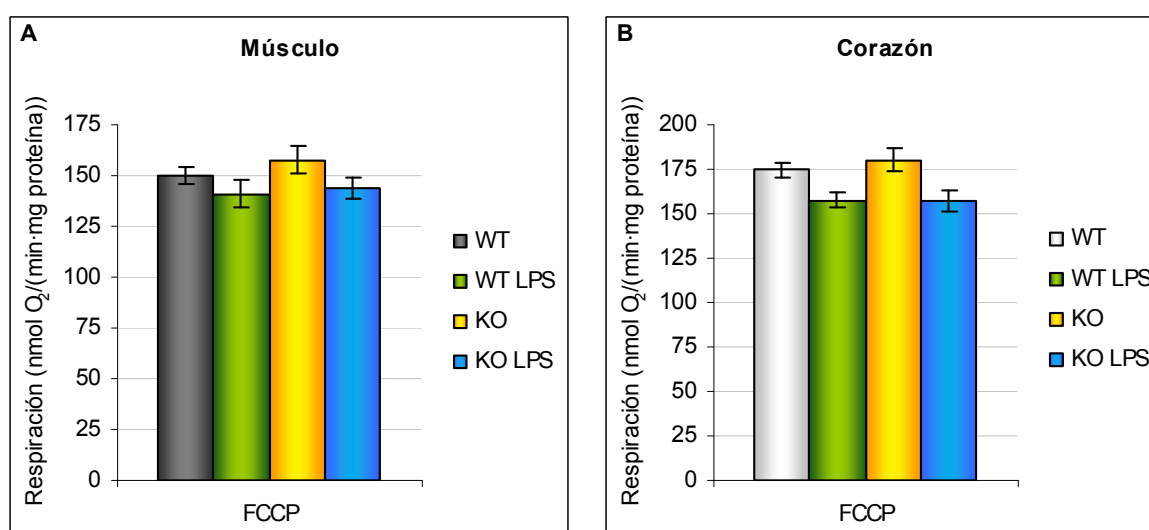 A
Músculo
Respiración (nmol O₂/(min·mg proteína))
175
150
125
100
75
50
25
0
FCCP
WT
WT LPS
KO
KO LPS
B
Corazón
Respiración (nmol O₂/(min·mg proteína))
200
175
150
125
100
75
50
25
0
FCCP
WT
WT LPS
KO
KO LPS